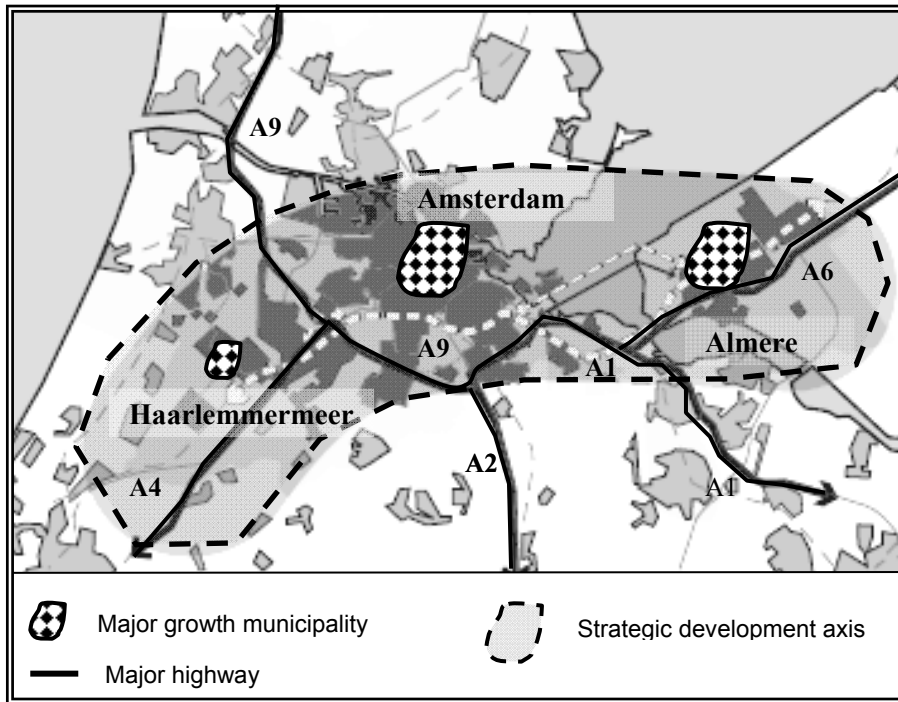 A9
Amsterdam
A6
A9
Almere
A1
Haarlemmermeer
A2
A4
A1
Major growth municipality
Strategic development axis
Major highway